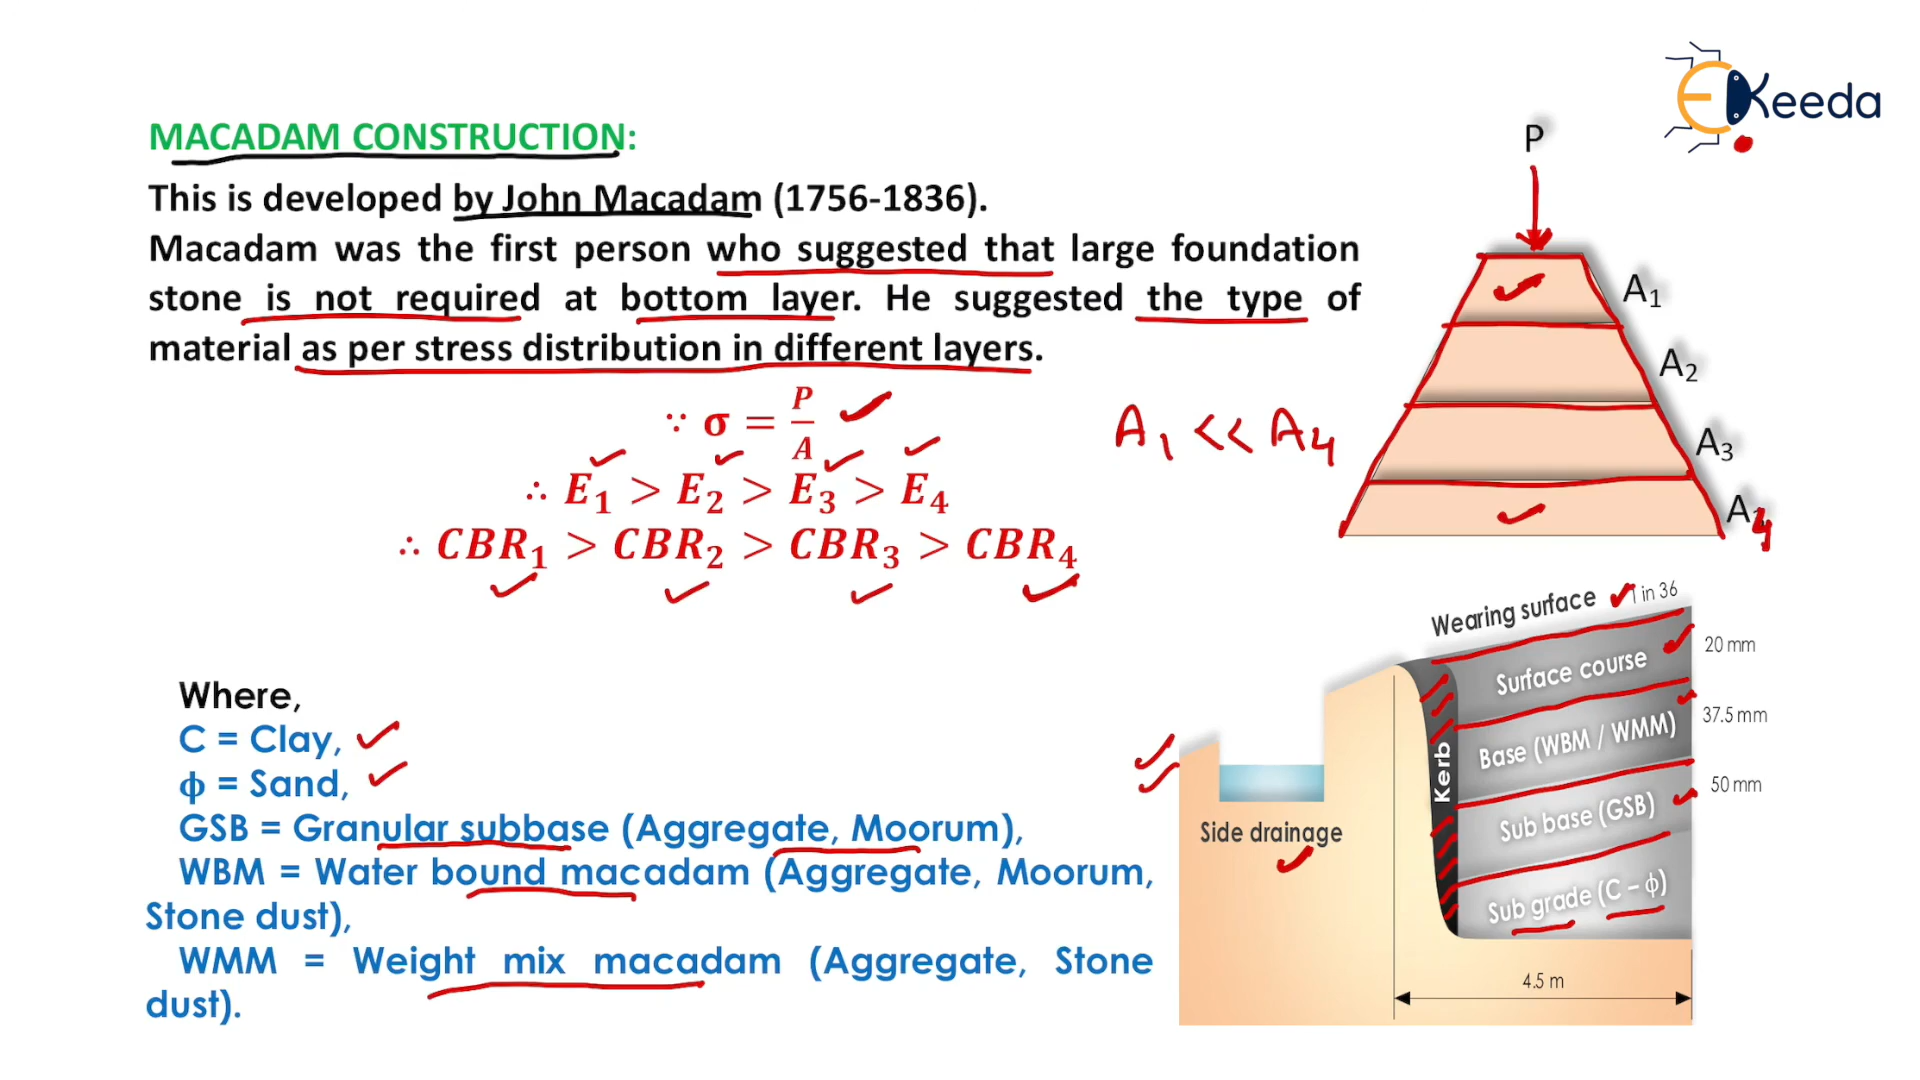 Keeda
MACADAM CONSTRUCTION:
This is developed by John Macadam (1756-1836).
Macadam was the first person who suggested that large foundation
stone is not required at bottom layer. He suggested the type of
material as per stress distribution in different layers.
∵ σ = P/A
∴ E₁ > E₂ > E₃ > E₄
∴ CBR₁ > CBR₂ > CBR₃ > CBR₄
A₁ << A₄
P
A₁
A₂
A₃
A₄
Where,
C = Clay,
ϕ = Sand,
GSB = Granular subbase (Aggregate, Moorum),
WBM = Water bound macadam (Aggregate, Moorum,
Stone dust),
WMM = Weight mix macadam (Aggregate, Stone
dust).
Wearing surface
1 in 36
Surface course
20 mm
Base (WBM / WMM)
37.5 mm
Sub base (GSB)
50 mm
Sub grade (C – ϕ)
Kerb
Side drainage
4.5 m